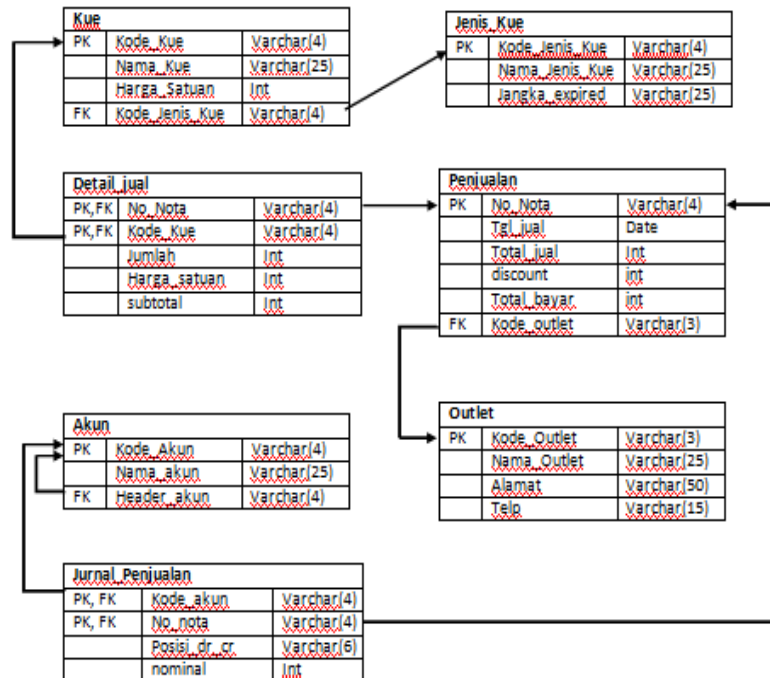 Kue
PK Kode_Kue Varchar(4)
Nama_Kue Varchar(25)
Harga_Satuan Int
FK Kode_Jenis_Kue Varchar(4)
Jenis_Kue
PK Kode_Jenis_Kue Varchar(4)
Nama_Jenis_Kue Varchar(25)
Jangka_expired Varchar(25)
Detail_jual
PK,FK No_Nota Varchar(4)
PK,FK Kode_Kue Varchar(4)
Jumlah Int
Harga_satuan Int
subtotal Int
Penjualan
PK No_Nota Varchar(4)
Tgl_jual Date
Total_jual Int
discount int
Total_bayar int
FK Kode_outlet Varchar(3)
Akun
PK Kode_Akun Varchar(4)
Nama_akun Varchar(25)
FK Header_akun Varchar(4)
Outlet
PK Kode_Outlet Varchar(3)
Nama_Outlet Varchar(25)
Alamat Varchar(50)
Telp Varchar(15)
Jurnal_Penjualan
PK, FK Kode_akun Varchar(4)
PK, FK No_nota Varchar(4)
Posisi_dr_cr Varchar(6)
nominal Int